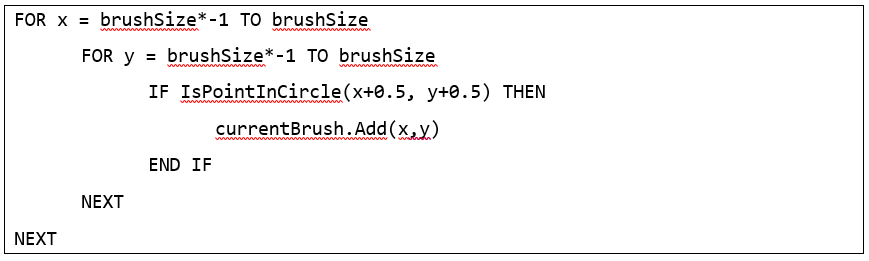 FOR x = brushSize*-1 TO brushSize
FOR y = brushSize*-1 TO brushSize
IF IsPointInCircle(x+0.5, y+0.5) THEN
currentBrush.Add(x,y)
END IF
NEXT
NEXT